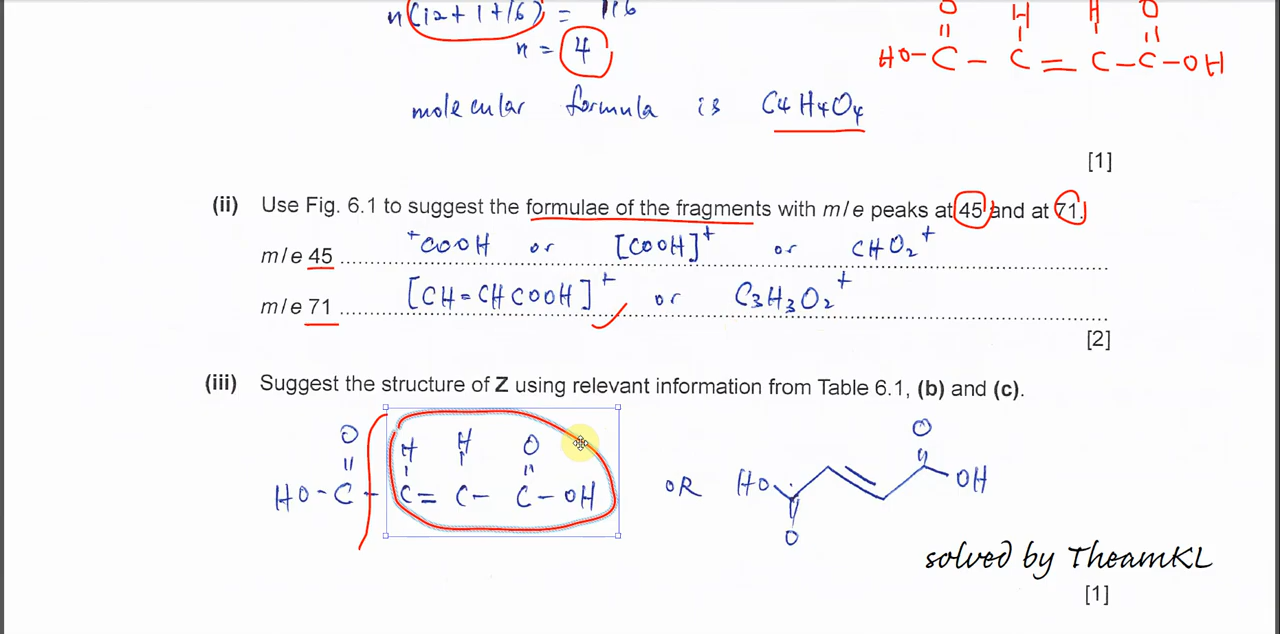 n(12+1+16) = 116
n = 4
molecular formula is C4H4O4
O H H O
|| | | ||
HO-C - C = C -C-OH
[1]
(ii) Use Fig. 6.1 to suggest the formulae of the fragments with m/e peaks at 45 and at 71.
m/e 45 ⁺COOH or [COOH]⁺ or CHO₂⁺
m/e 71 [CH=CHCOOH]⁺ or C₃H₃O₂⁺
[2]
(iii) Suggest the structure of Z using relevant information from Table 6.1, (b) and (c).
O H H O
|| | | ||
HO-C - C = C - C-OH OR HO O O OH
solved by TheamKL
[1]